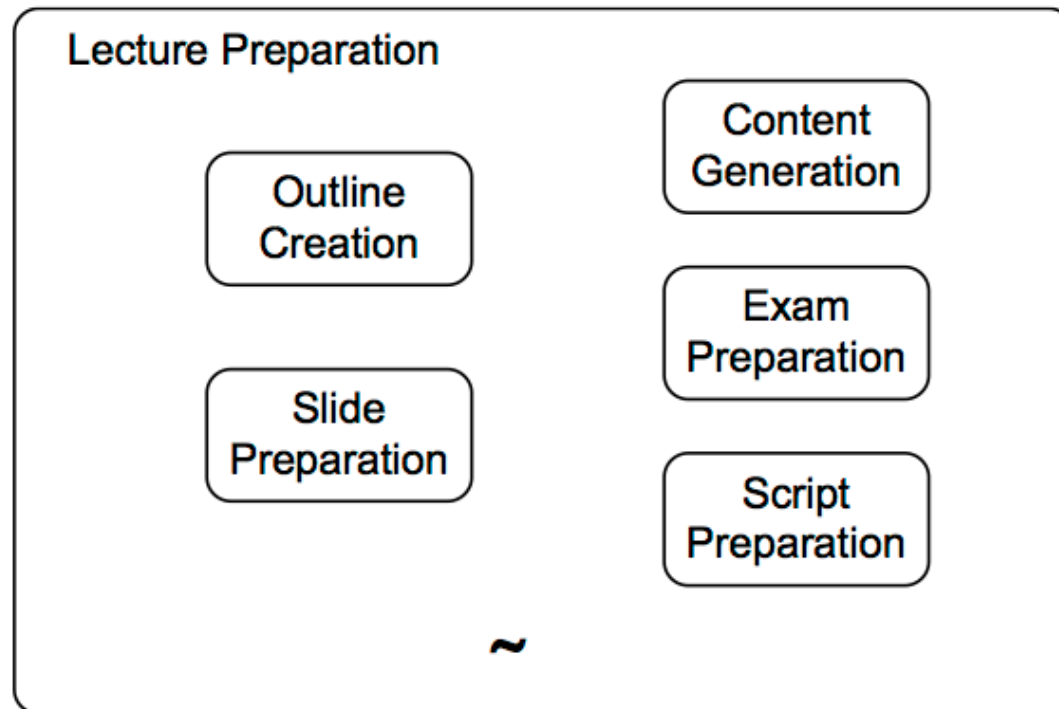 Lecture Preparation
Outline
Creation
Slide
Preparation
Content
Generation
Exam
Preparation
Script
Preparation
~